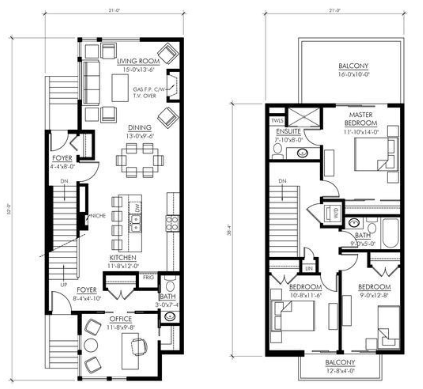 21'-6"
LIVING ROOM
15'-0"x13'-6"
GAS F.P. C/W
T.V. OVER
DINING
13'-0"x9'-6"
FOYER
4'-4"x8'-0"
DN
NICHE
DW
KITCHEN
11'-8"x12'-0"
UP
FRIG
FOYER
8'-4"x4'-10"
BATH
3'-0"x7'-4"
OFFICE
11'-8"x9'-8"
21'-0"
BALCONY
16'-0"x10'-0"
TWLS
ENSUITE
7'-10"x8'-0"
MASTER
BEDROOM
11'-10"x14'-0"
DN
38'-4"
BATH
9'-0"x5'-0"
LIN
BEDROOM
10'-8"x11'-6"
BEDROOM
9'-0"x12'-8"
BALCONY
12'-8"x4'-0"